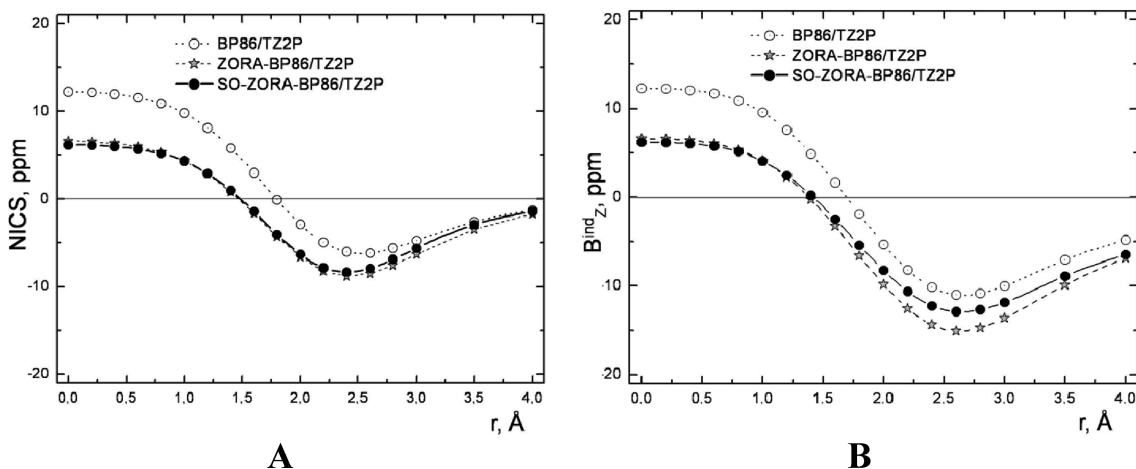 20
10
0
-10
-20
NICS, ppm
BP86/TZ2P
ZORA-BP86/TZ2P
SO-ZORA-BP86/TZ2P
0,0 0,5 1,0 1,5 2,0 2,5 3,0 3,5 4,0
r, Å
A
20
10
0
-10
-20
B^ind_Z, ppm
BP86/TZ2P
ZORA-BP86/TZ2P
SO-ZORA-BP86/TZ2P
0,0 0,5 1,0 1,5 2,0 2,5 3,0 3,5 4,0
r, Å
B